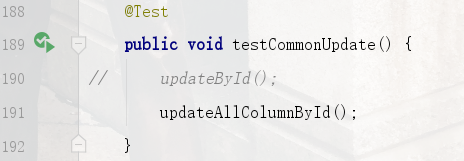 188 @Test
189 public void testCommonUpdate() {
190 // updateById();
191 updateAllColumnById();
192 }